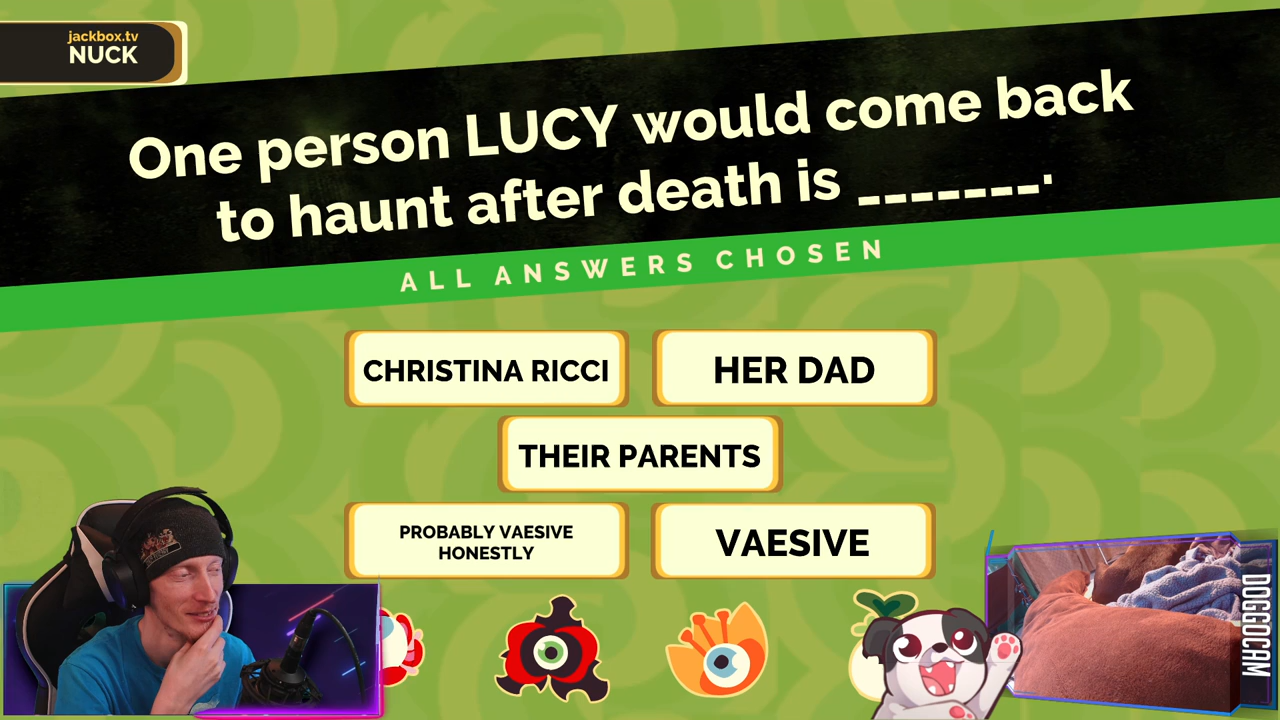 jackbox.tv
NUCK
One person LUCY would come back
to haunt after death is _______.
ALL ANSWERS CHOSEN
CHRISTINA RICCI
HER DAD
THEIR PARENTS
PROBABLY VAESIVE
HONESTLY
VAESIVE
DOGGOCAM